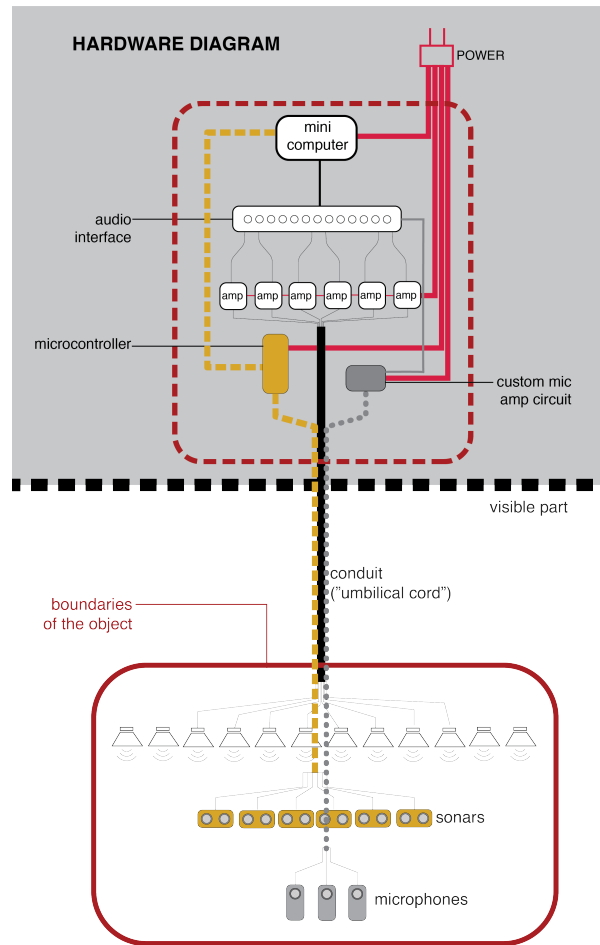 HARDWARE DIAGRAM
POWER
mini
computer
audio
interface
amp
amp
amp
amp
amp
amp
microcontroller
custom mic
amp circuit
visible part
conduit
("umbilical cord")
boundaries
of the object
sonars
microphones